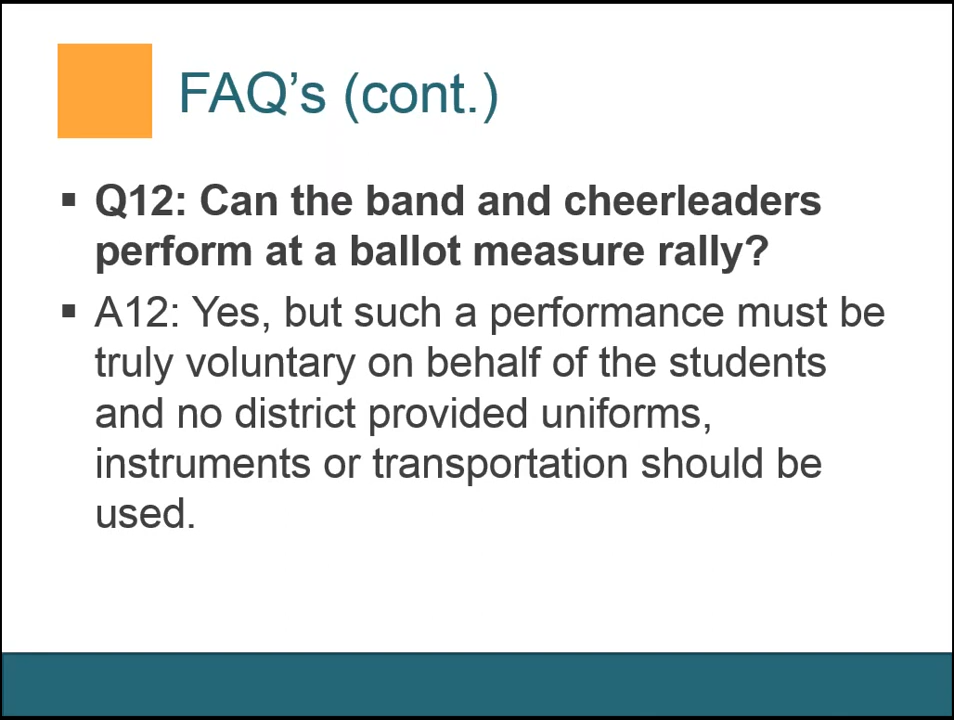 FAQ’s (cont.)
▪ Q12: Can the band and cheerleaders
perform at a ballot measure rally?
▪ A12: Yes, but such a performance must be
truly voluntary on behalf of the students
and no district provided uniforms,
instruments or transportation should be
used.